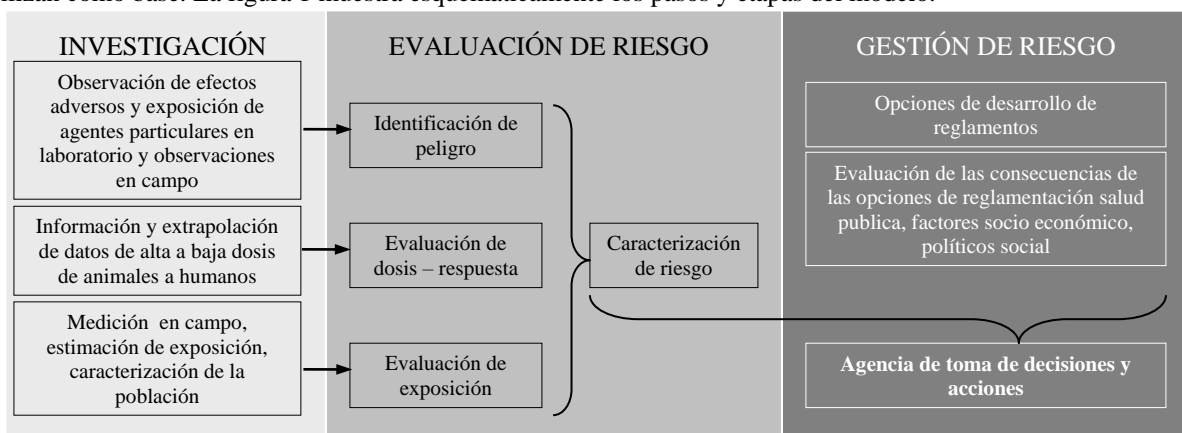 La figura 1 muestra esquemáticamente los pasos y etapas del modelo.
INVESTIGACIÓN
Observación de efectos
adversos y exposición de
agentes particulares en
laboratorio y observaciones
en campo
Información y extrapolación
de datos de alta a baja dosis
de animales a humanos
Medición en campo,
estimación de exposición,
caracterización de la
población
EVALUACIÓN DE RIESGO
Identificación de
peligro
Evaluación de
dosis – respuesta
Evaluación de
exposición
Caracterización
de riesgo
GESTIÓN DE RIESGO
Opciones de desarrollo de
reglamentos
Evaluación de las consecuencias de
las opciones de reglamentación salud
publica, factores socio económico,
políticos social
Agencia de toma de decisiones y
acciones